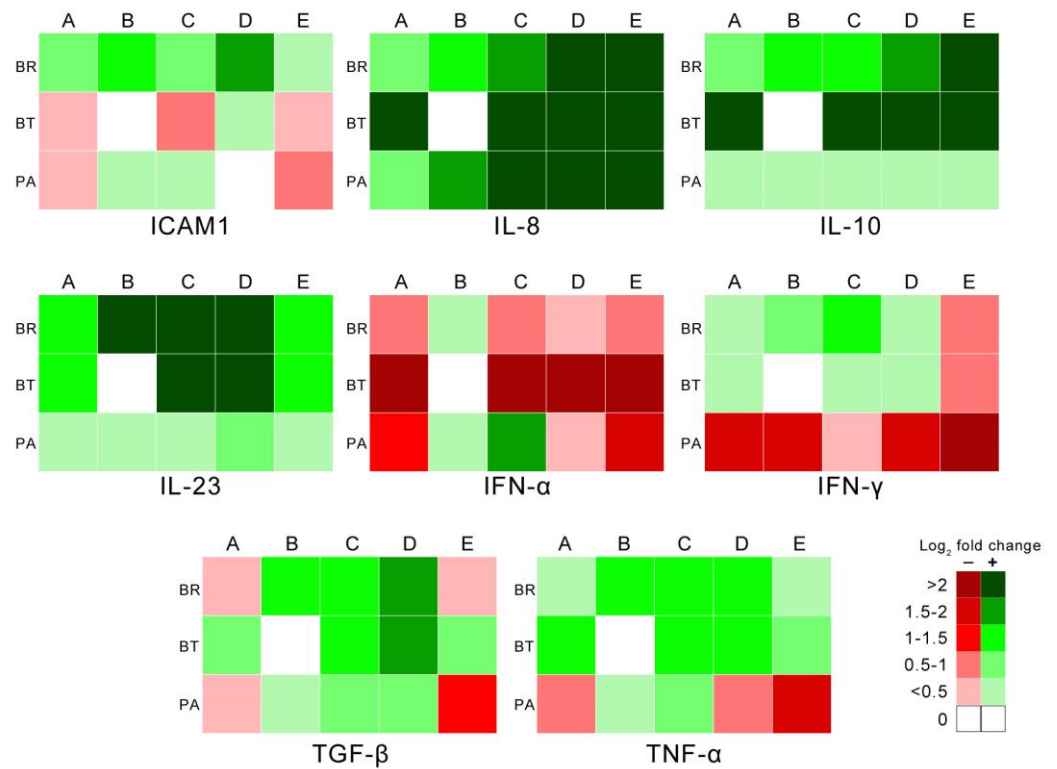 A B C D E A B C D E A B C D E
BR BR BR
BT BT BT
PA PA PA
ICAM1 IL-8 IL-10
A B C D E A B C D E A B C D E
BR BR BR
BT BT BT
PA PA PA
IL-23 IFN-α IFN-γ
A B C D E A B C D E
BR BR
BT BT
PA PA
TGF-β TNF-α
Log₂ fold change
– +
>2
1.5-2
1-1.5
0.5-1
<0.5
0